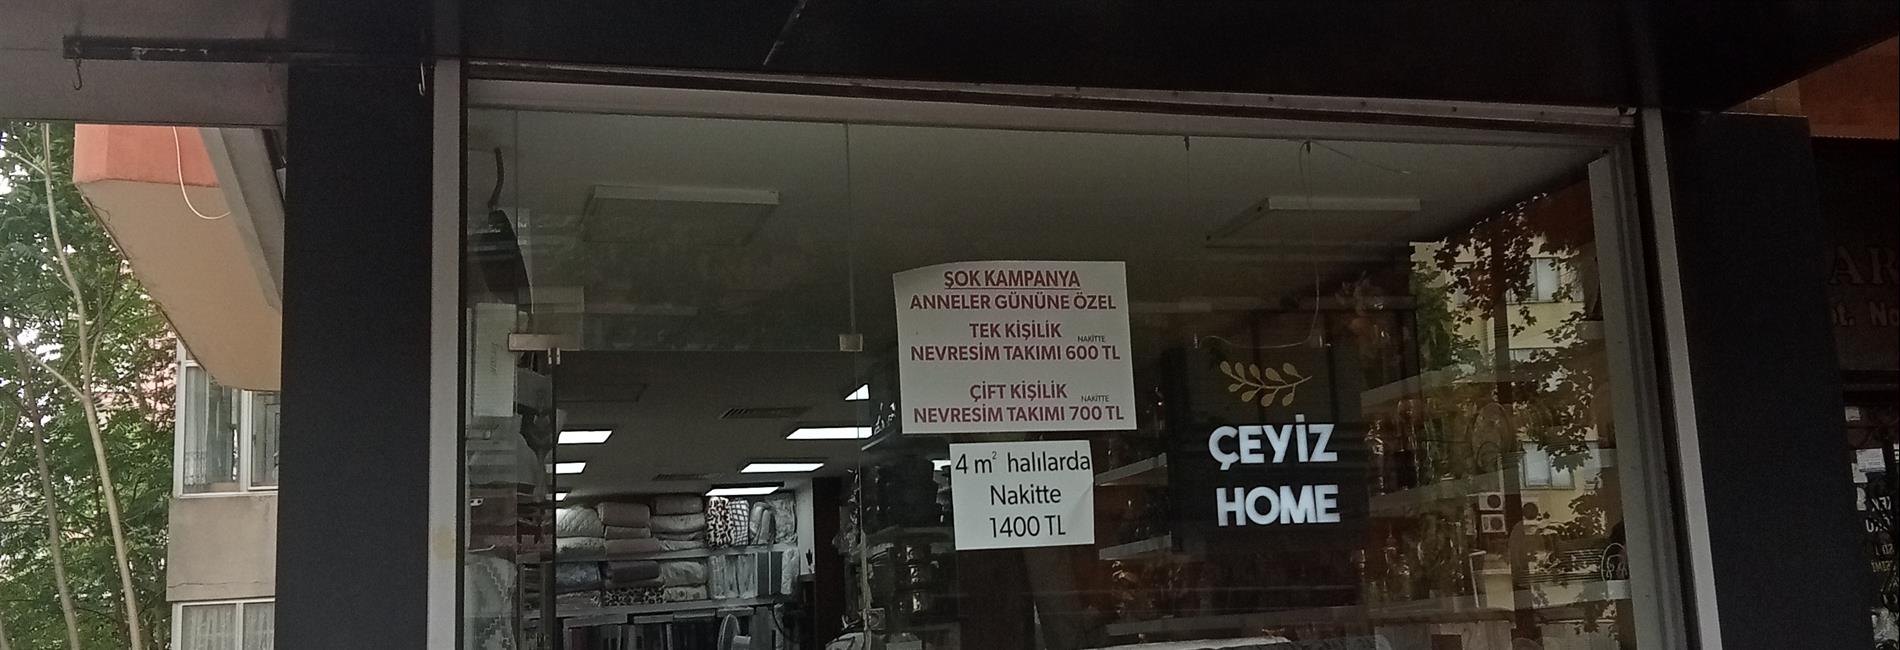 ŞOK KAMPANYA
ANNELER GÜNÜNE ÖZEL
TEK KİŞİLİK
NAKİTTE
NEVRESİM TAKIMI 600 TL
ÇİFT KİŞİLİK
NAKİTTE
NEVRESİM TAKIMI 700 TL
4 m² halılarda
Nakitte
1400 TL
ÇEYİZ
HOME